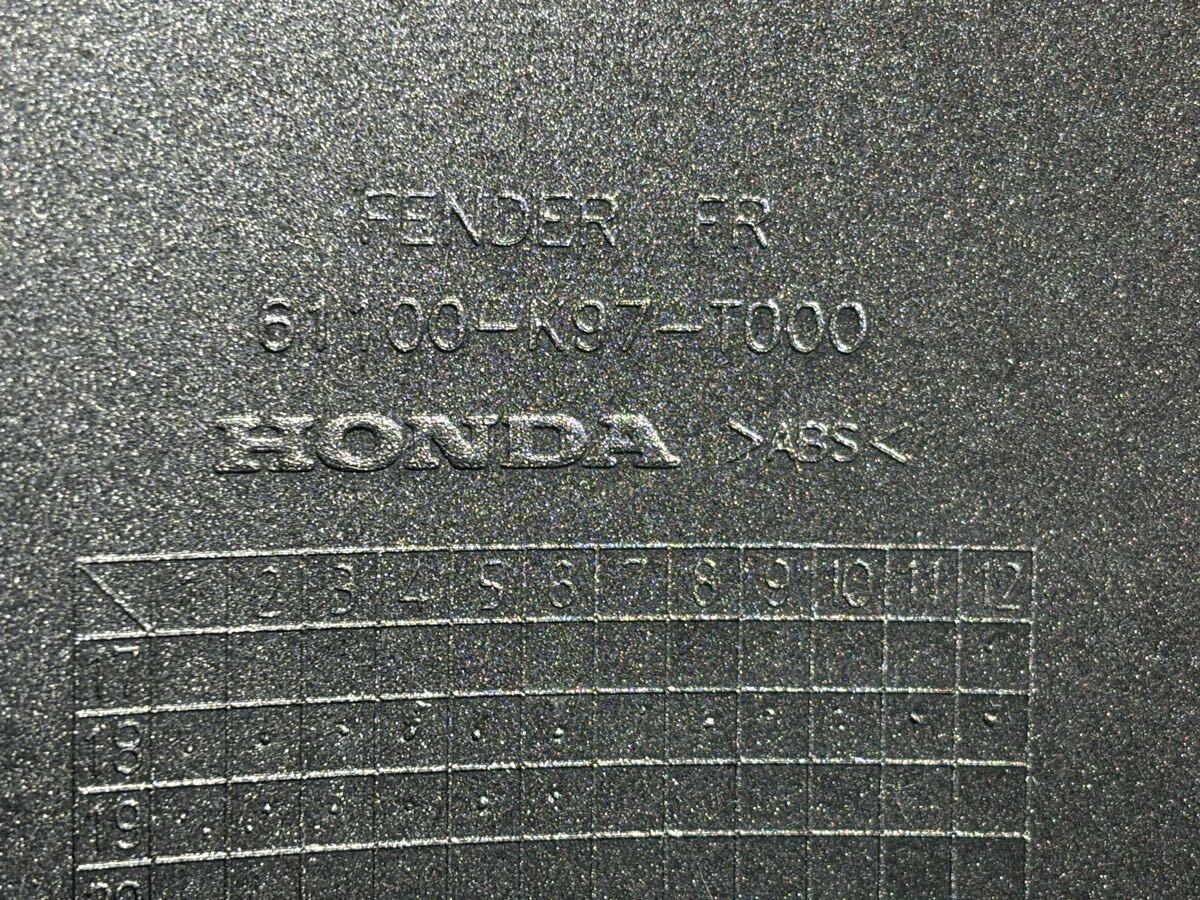 FENDER FR
61100-K97-T000
HONDA >ABS<
1 2 3 4 5 6 7 8 9 10 11 12
17
18
19
20